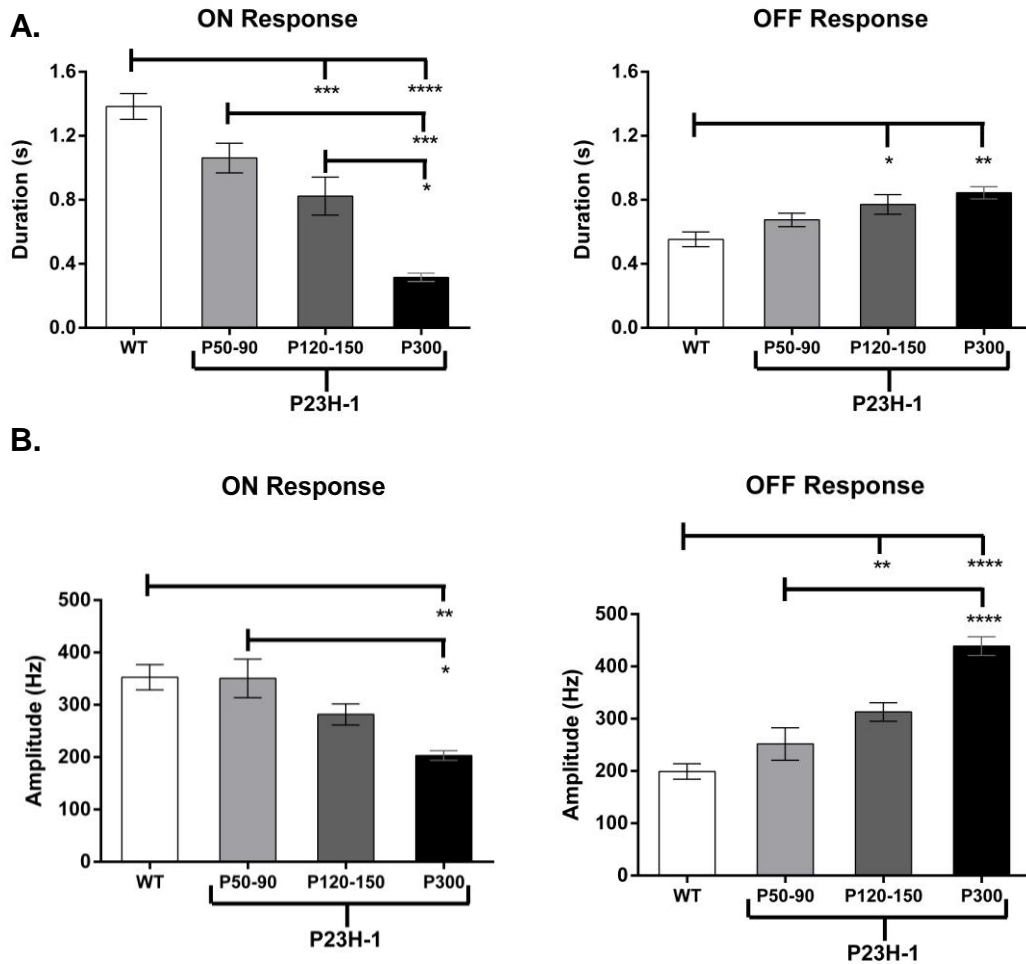 A.
ON Response
Duration (s)
1.6
1.2
0.8
0.4
0.0
*** ****
***
*
WT P50-90 P120-150 P300
P23H-1
OFF Response
Duration (s)
1.6
1.2
0.8
0.4
0.0
* **
WT P50-90 P120-150 P300
P23H-1
B.
ON Response
Amplitude (Hz)
500
400
300
200
100
0
**
*
WT P50-90 P120-150 P300
P23H-1
OFF Response
Amplitude (Hz)
500
400
300
200
100
0
** ****
****
WT P50-90 P120-150 P300
P23H-1